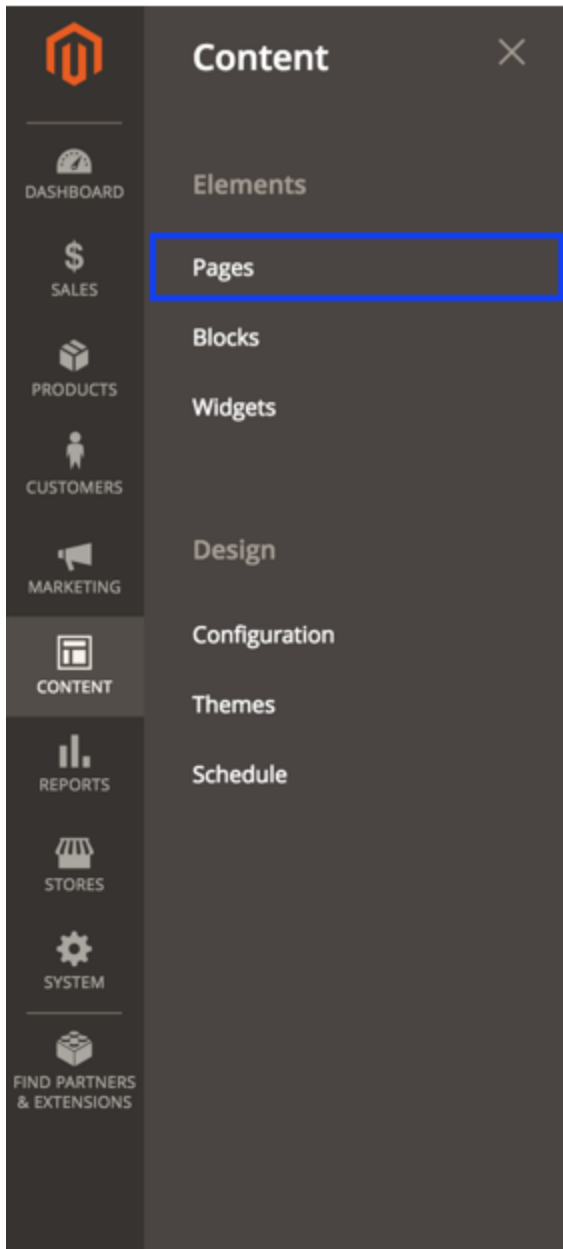 DASHBOARD
SALES
PRODUCTS
CUSTOMERS
MARKETING
CONTENT
REPORTS
STORES
SYSTEM
FIND PARTNERS
& EXTENSIONS
Content
Elements
Pages
Blocks
Widgets
Design
Configuration
Themes
Schedule